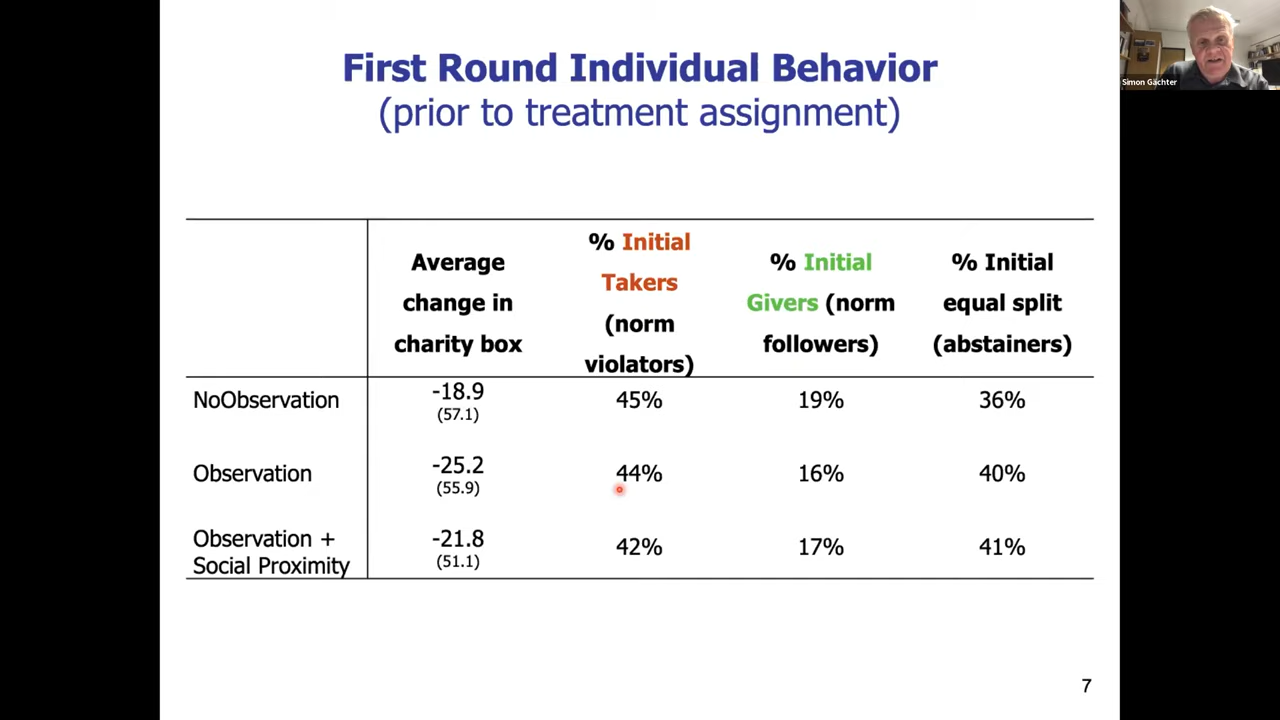 First Round Individual Behavior
(prior to treatment assignment)
Simon Gächter
Average
change in
charity box
% Initial
Takers
(norm
violators)
% Initial
Givers (norm
followers)
% Initial
equal split
(abstainers)
NoObservation
-18.9
(57.1)
45%
19%
36%
Observation
-25.2
(55.9)
44%
16%
40%
Observation +
Social Proximity
-21.8
(51.1)
42%
17%
41%
7